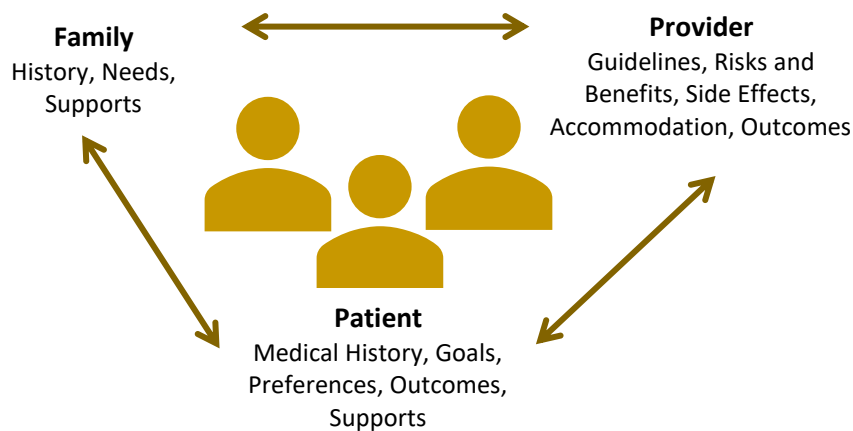 Family
History, Needs,
Supports
Provider
Guidelines, Risks and
Benefits, Side Effects,
Accommodation, Outcomes
Patient
Medical History, Goals,
Preferences, Outcomes,
Supports